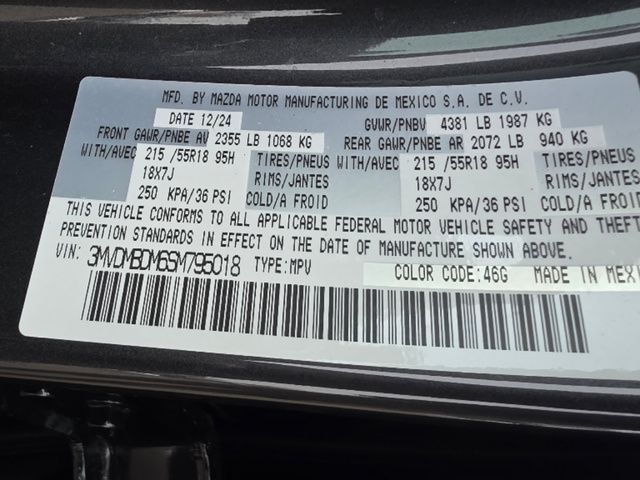 MFD. BY MAZDA MOTOR MANUFACTURING DE MEXICO S.A. DE C.V.
DATE 12/24 GVWR/PNBV 4381 LB 1987 KG
FRONT GAWR/PNBE AV 2355 LB 1068 KG REAR GAWR/PNBE AR 2072 LB 940 KG
WITH/AVEC 215 /55R18 95H TIRES/PNEUS WITH/AVEC 215 /55R18 95H TIRES/PNEUS
18X7J RIMS/JANTES 18X7J RIMS/JANTES
250 KPA/36 PSI COLD/A FROID 250 KPA/36 PSI COLD/A FROID
THIS VEHICLE CONFORMS TO ALL APPLICABLE FEDERAL MOTOR VEHICLE SAFETY AND THEFT
PREVENTION STANDARDS IN EFFECT ON THE DATE OF MANUFACTURE SHOWN ABOVE.
VIN: 3MVDMBDM6SM795018 TYPE:MPV COLOR CODE:46G MADE IN